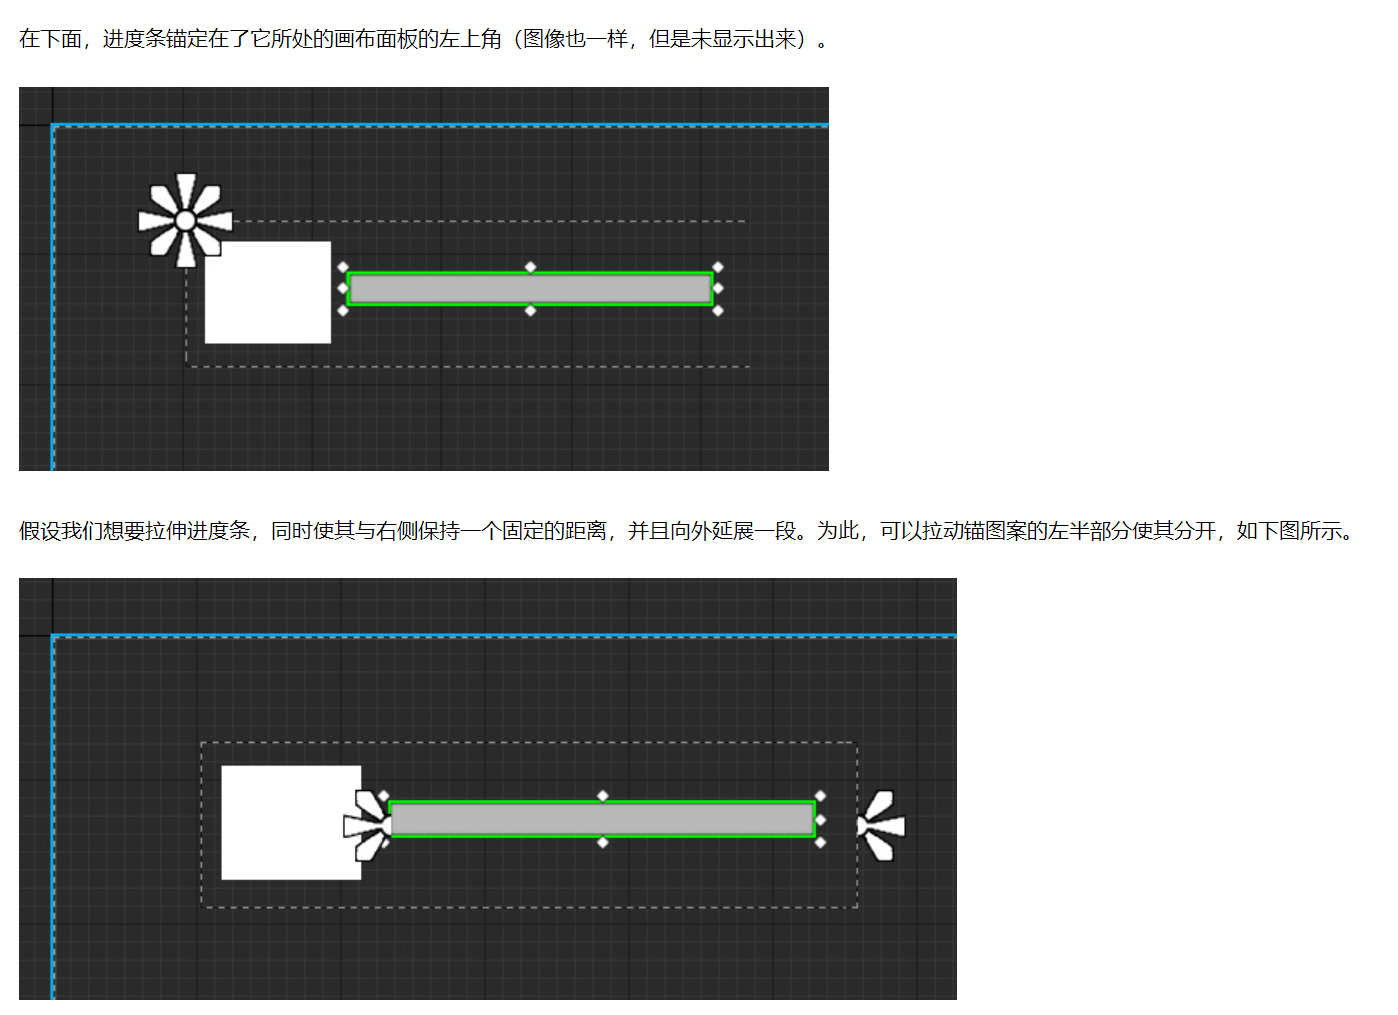 在下面，进度条锚定在了它所处的画布面板的左上角（图像也一样，但是未显示出来）。
假设我们想要拉伸进度条，同时使其与右侧保持一个固定的距离，并且向外延展一段。为此，可以拉动锚图案的左半部分使其分开，如下图所示。